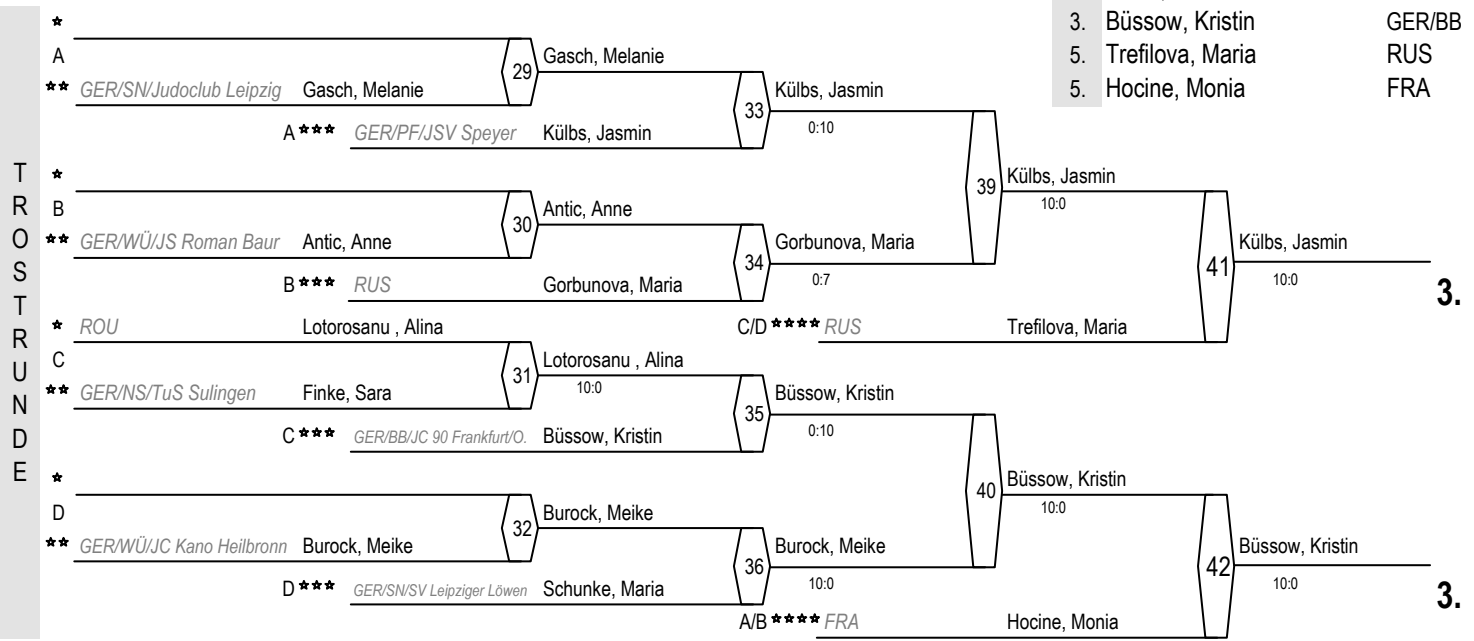 3. Büssow, Kristin GER/BB
5. Trefilova, Maria RUS
5. Hocine, Monia FRA
TROSTRUNDE
*
A
** GER/SN/Judoclub Leipzig Gasch, Melanie
29
Gasch, Melanie
A *** GER/PF/JSV Speyer Külbs, Jasmin
33
Külbs, Jasmin
0:10
*
B
** GER/WÜ/JS Roman Baur Antic, Anne
30
Antic, Anne
B *** RUS Gorbunova, Maria
34
Gorbunova, Maria
0:7
39
Külbs, Jasmin
10:0
C/D **** RUS Trefilova, Maria
41
Külbs, Jasmin
10:0
3.
* ROU Lotorosanu , Alina
C
** GER/NS/TuS Sulingen Finke, Sara
31
Lotorosanu , Alina
10:0
C *** GER/BB/JC 90 Frankfurt/O. Büssow, Kristin
35
Büssow, Kristin
0:10
*
D
** GER/WÜ/JC Kano Heilbronn Burock, Meike
32
Burock, Meike
D *** GER/SN/SV Leipziger Löwen Schunke, Maria
36
Burock, Meike
10:0
40
Büssow, Kristin
10:0
A/B **** FRA Hocine, Monia
42
Büssow, Kristin
10:0
3.